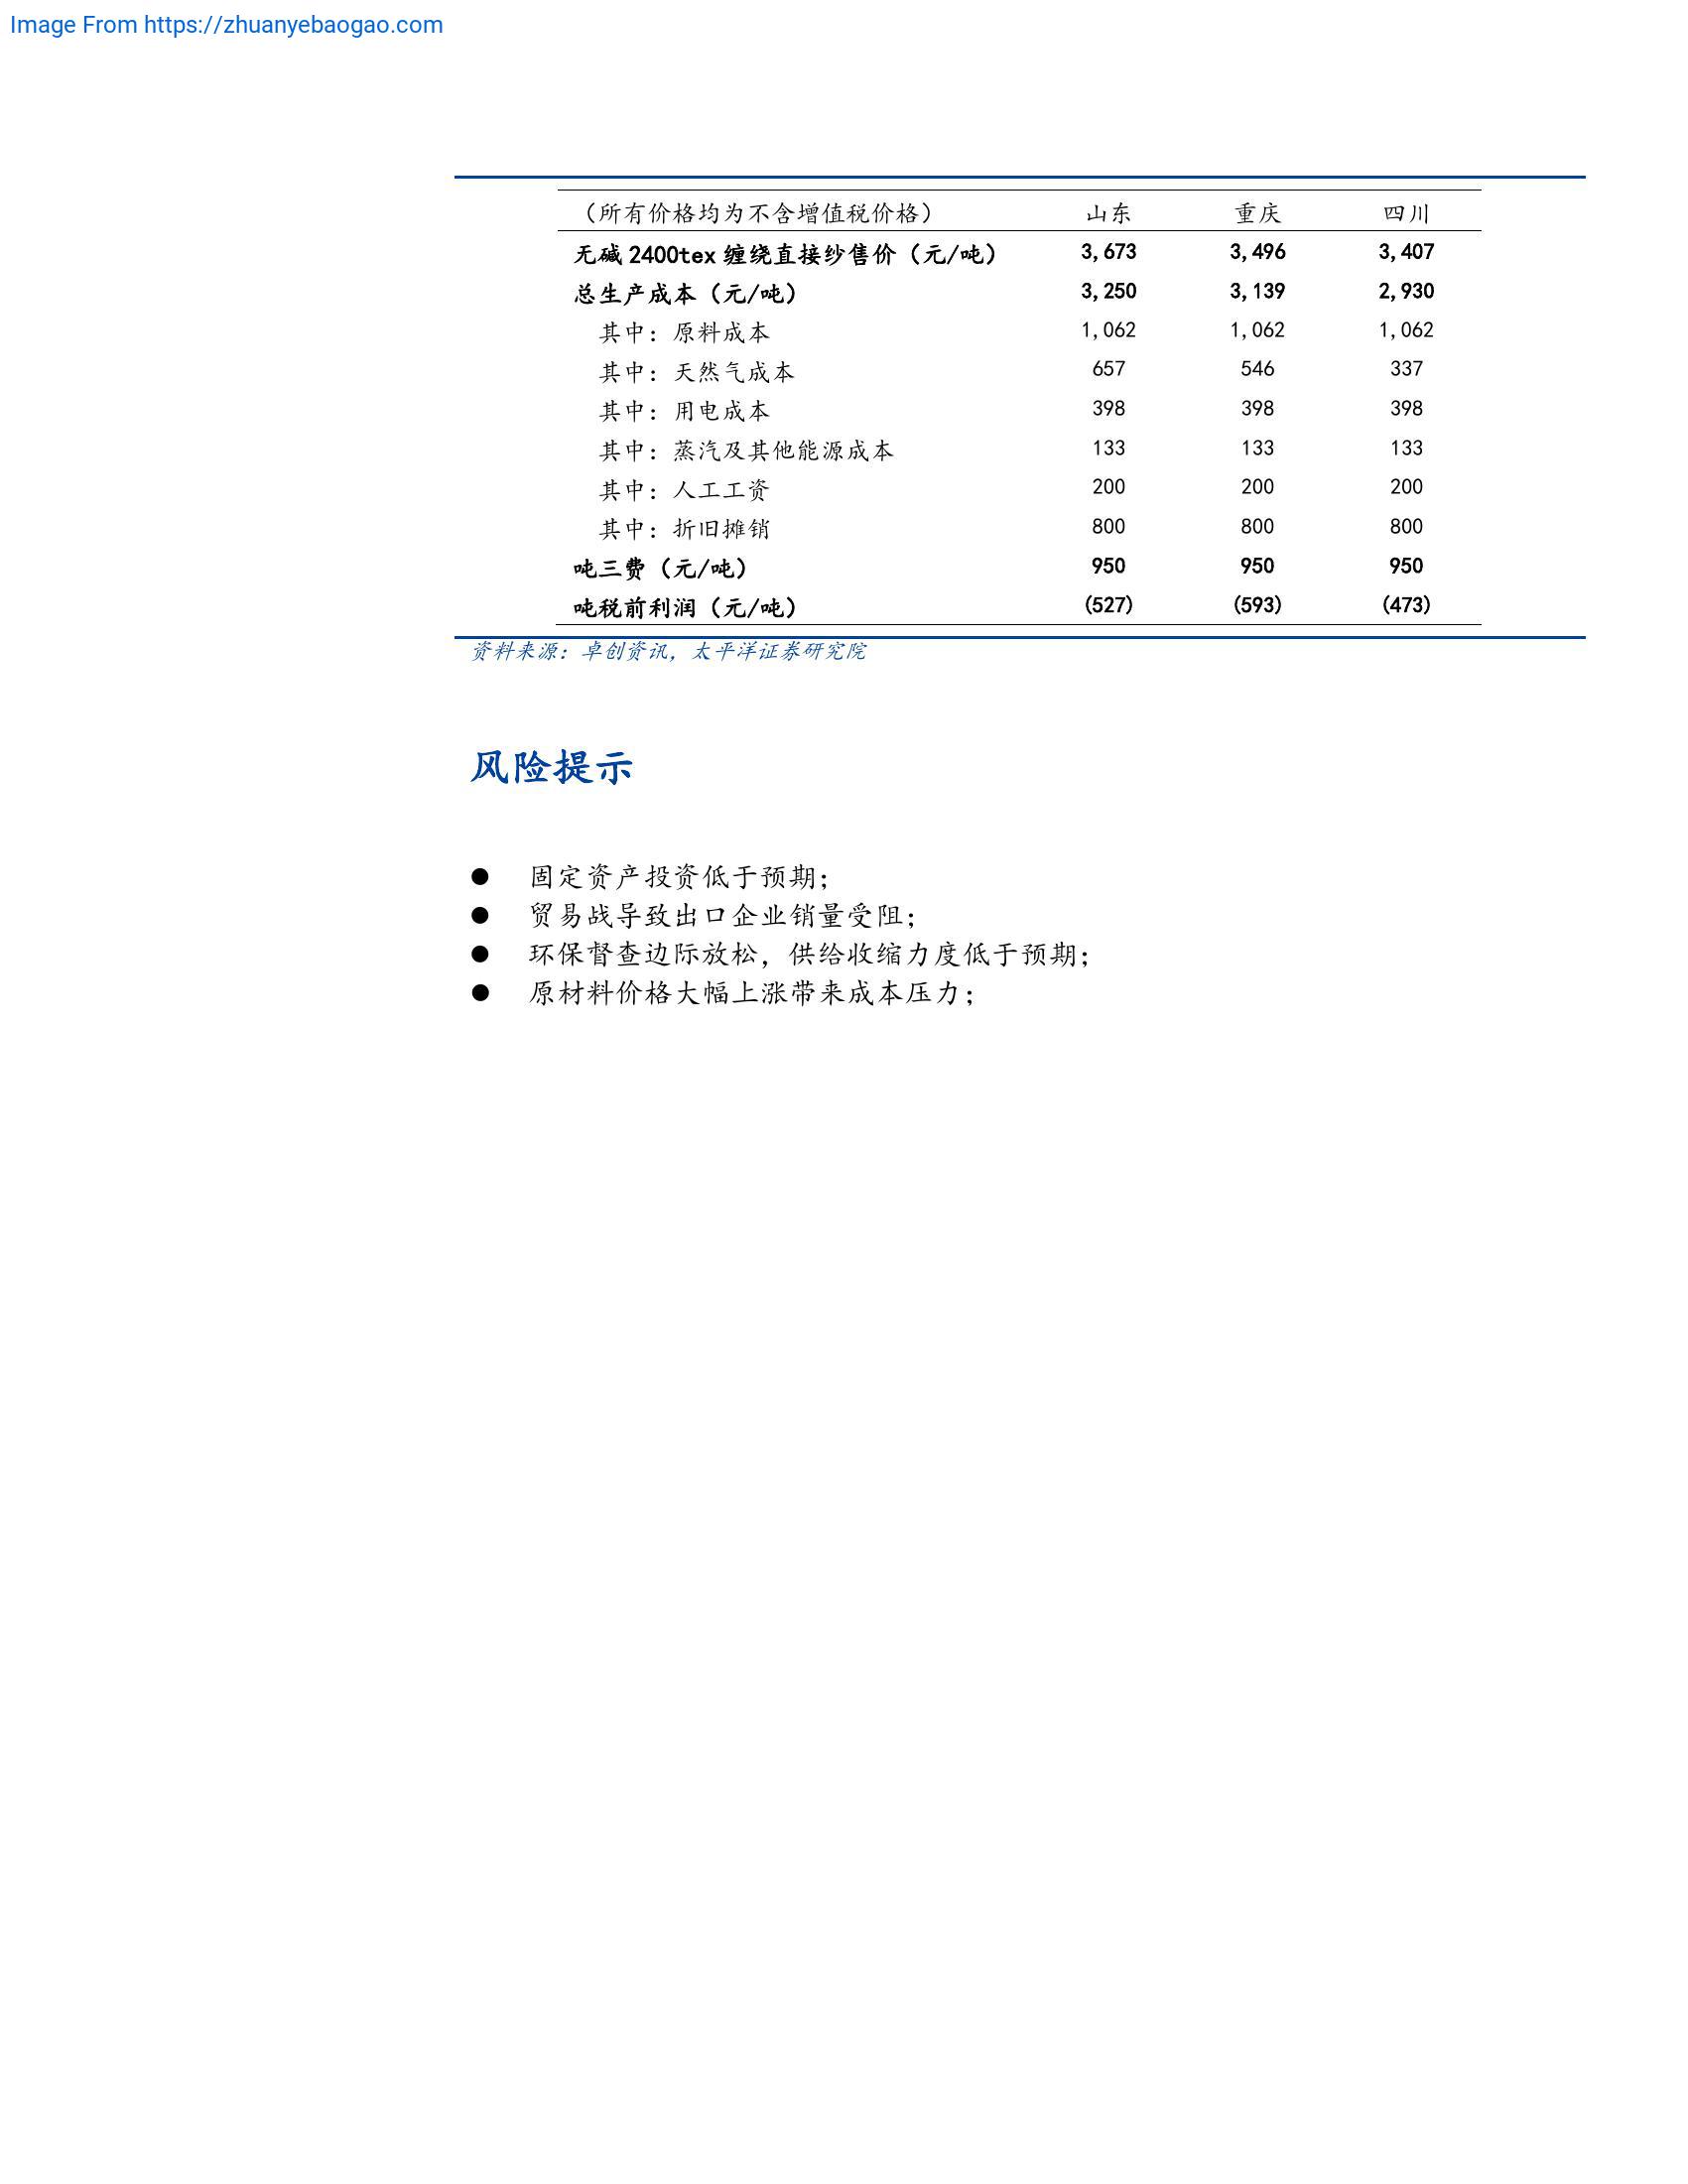 Image From https://zhuanyebaogao.com
（所有价格均为不含增值税价格） 山东 重庆 四川
无碱 2400tex 缠绕直接纱售价（元/吨） 3,673 3,496 3,407
总生产成本（元/吨） 3,250 3,139 2,930
其中：原料成本 1,062 1,062 1,062
其中：天然气成本 657 546 337
其中：用电成本 398 398 398
其中：蒸汽及其他能源成本 133 133 133
其中：人工工资 200 200 200
其中：折旧摊销 800 800 800
吨三费（元/吨） 950 950 950
吨税前利润（元/吨） (527) (593) (473)
资料来源：卓创资讯，太平洋证券研究院
风险提示
● 固定资产投资低于预期；
● 贸易战导致出口企业销量受阻；
● 环保督查边际放松，供给收缩力度低于预期；
● 原材料价格大幅上涨带来成本压力；